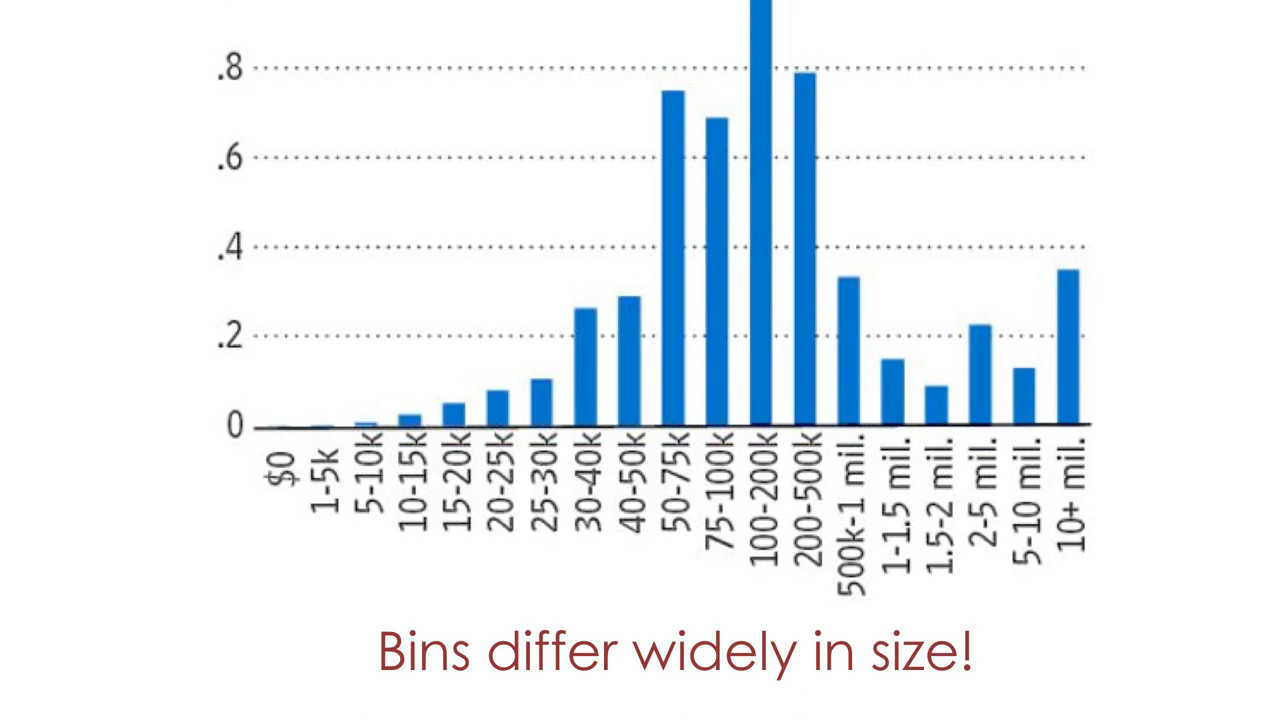 .8
.6
.4
.2
0
$0
1-5k
5-10k
10-15k
15-20k
20-25k
25-30k
30-40k
40-50k
50-75k
75-100k
100-200k
200-500k
500k-1 mil.
1-1.5 mil.
1.5-2 mil.
2-5 mil.
5-10 mil.
10+ mil.
Bins differ widely in size!